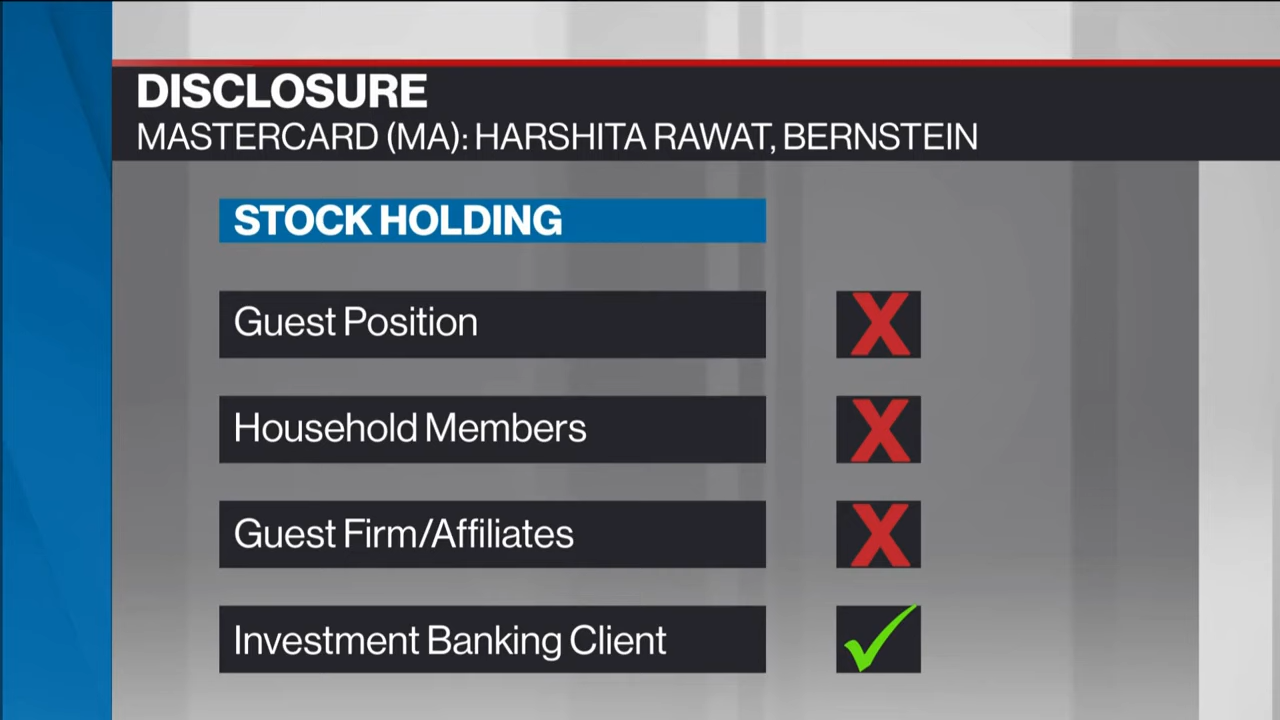 DISCLOSURE
MASTERCARD (MA): HARSHITA RAWAT, BERNSTEIN
STOCK HOLDING
Guest Position
X
Household Members
X
Guest Firm/Affiliates
X
Investment Banking Client